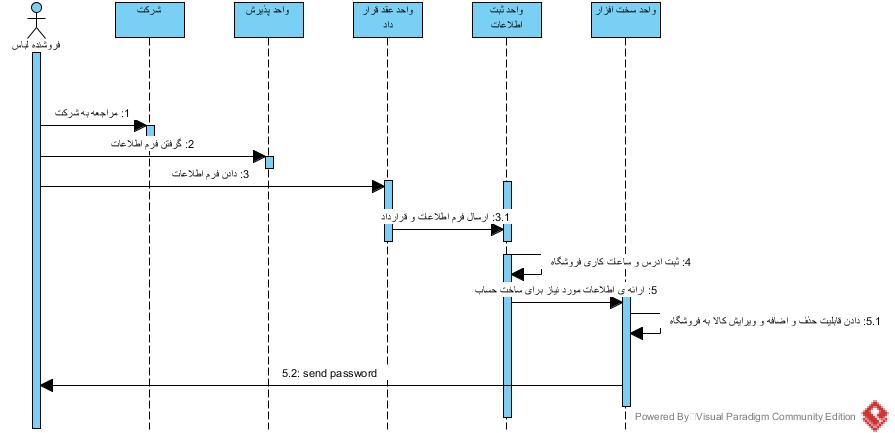 شرکت
واحد پذیرش
واحد عقد قرار
داد
واحد ثبت
اطلاعات
واحد سخت افزار
فروشنده لباس
1: مراجعه به شرکت
2: گرفتن فرم اطلاعات
3: دادن فرم اطلاعات
3.1: ارسال فرم اطلاعات و قرارداد
4: ثبت ادرس و ساعت کاری فروشگاه
5: ارائه ی اطلاعات مورد نیاز برای ساخت حساب
5.1: دادن قابلیت حذف و اضافه و ویرایش کالا به فروشگاه
5.2: send password
Powered By Visual Paradigm Community Edition